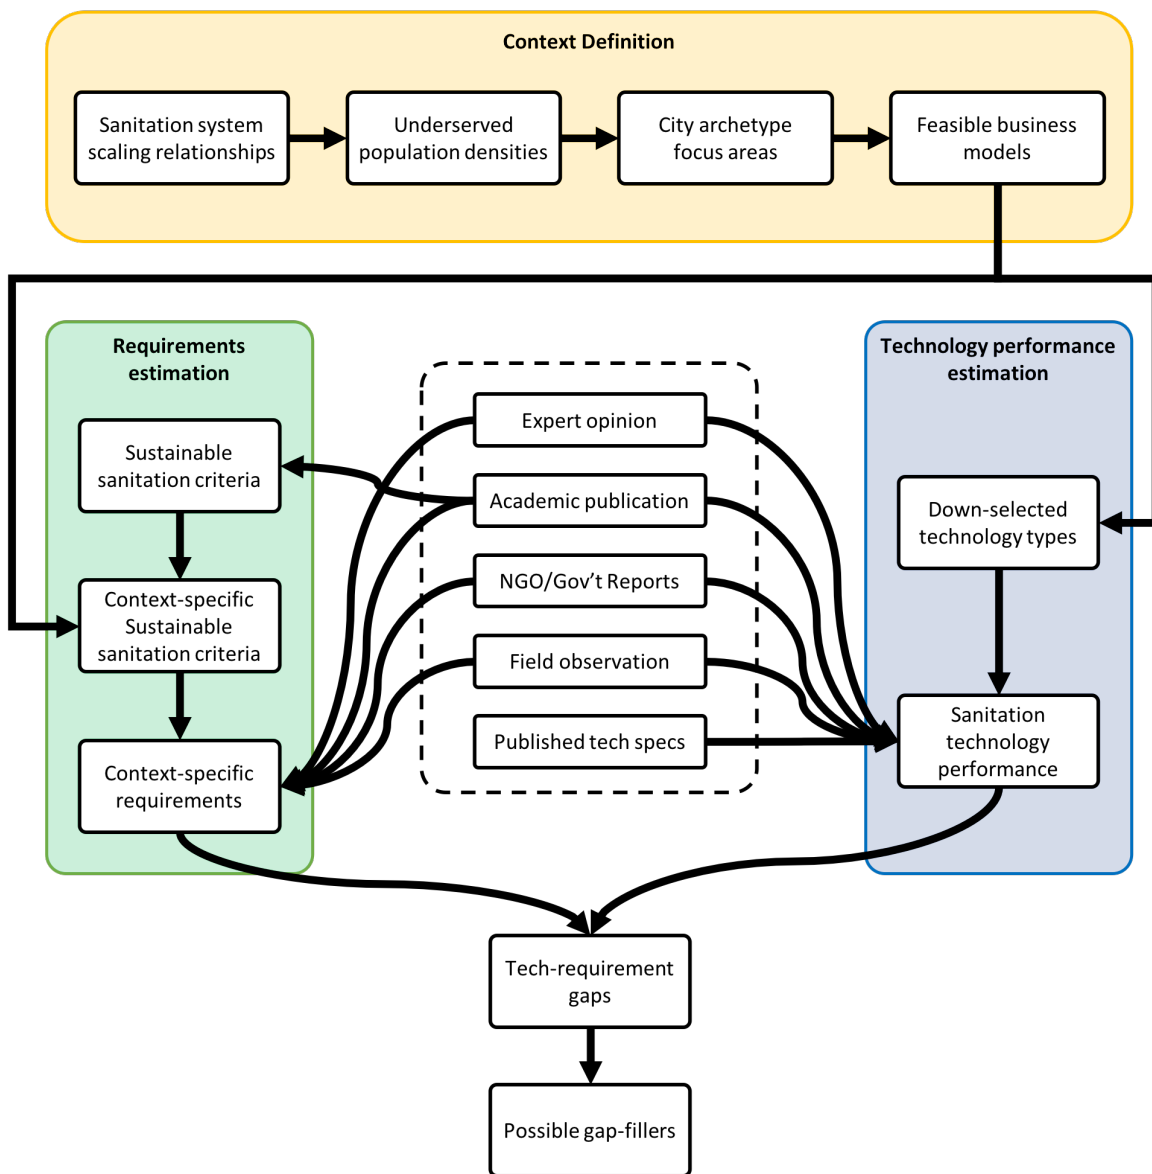 Context Definition
Sanitation system
scaling relationships
Underserved
population densities
City archetype
focus areas
Feasible business
models
Requirements
estimation
Sustainable
sanitation criteria
Context-specific
Sustainable
sanitation criteria
Context-specific
requirements
Expert opinion
Academic publication
NGO/Gov’t Reports
Field observation
Published tech specs
Technology performance
estimation
Down-selected
technology types
Sanitation
technology
performance
Tech-requirement
gaps
Possible gap-fillers